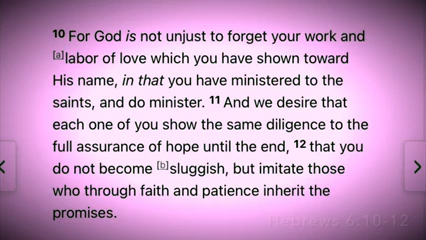 10 For God is not unjust to forget your work and
[a]labor of love which you have shown toward
His name, in that you have ministered to the
saints, and do minister. 11 And we desire that
each one of you show the same diligence to the
full assurance of hope until the end, 12 that you
do not become [b]sluggish, but imitate those
who through faith and patience inherit the
promises.
Hebrews 6:10-12